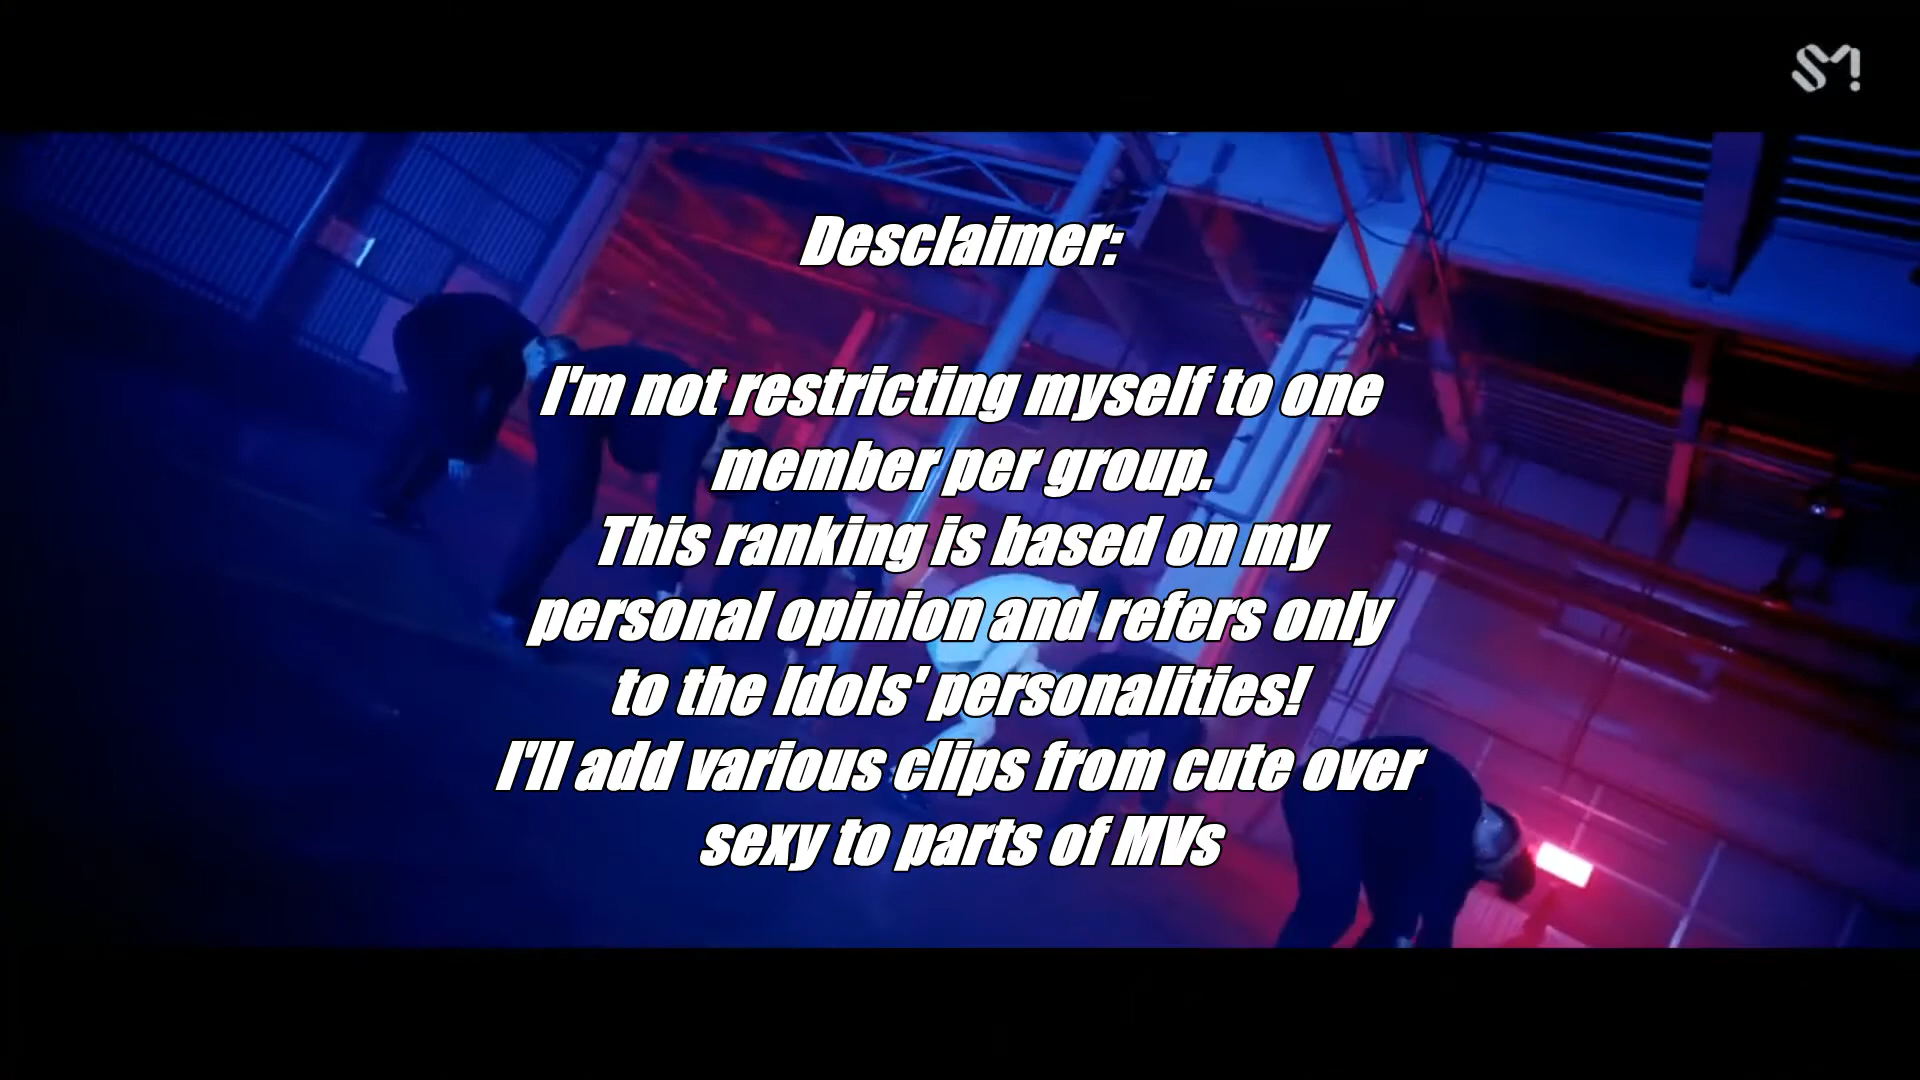 SM!
Desclaimer:
I'm not restricting myself to one
member per group.
This ranking is based on my
personal opinion and refers only
to the Idols' personalities!
I'll add various clips from cute over
sexy to parts of MVs